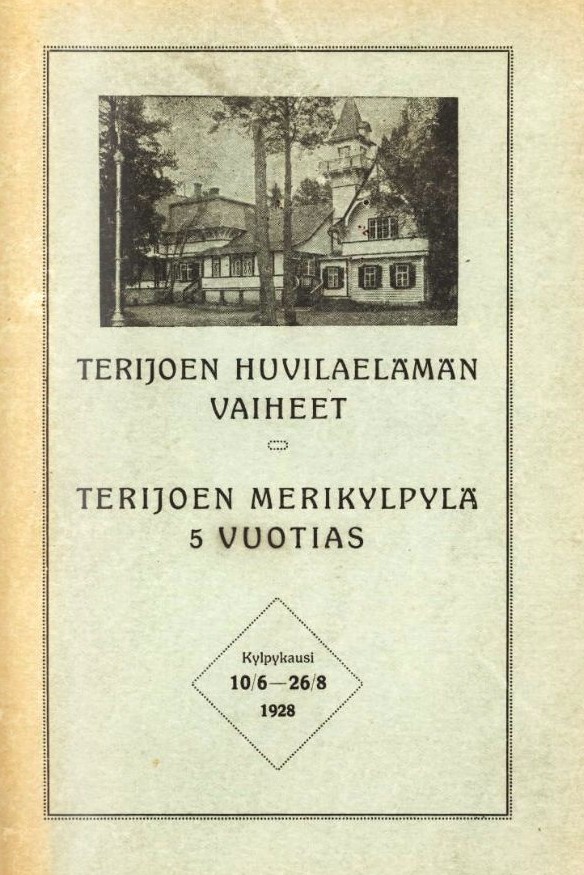 TERIJOEN HUVILAELÄMÄN
VAIHEET
TERIJOEN MERIKYLPYLÄ
5 VUOTIAS
Kylpykausi
10/6—26/8
1928